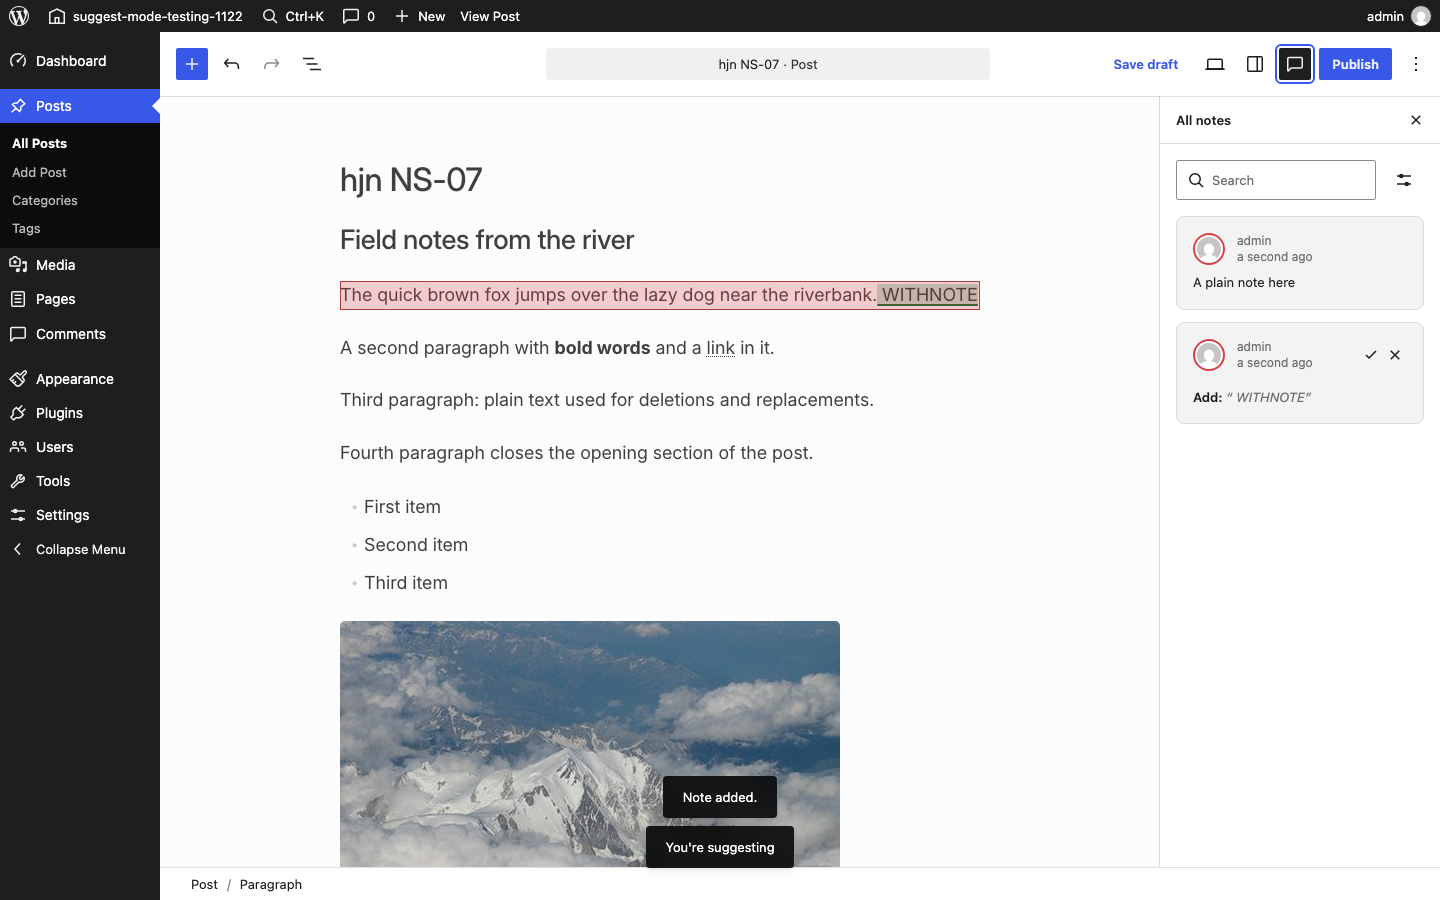 suggest-mode-testing-1122
Ctrl+K
0
New
View Post
admin
Dashboard
Posts
All Posts
Add Post
Categories
Tags
Media
Pages
Comments
Appearance
Plugins
Users
Tools
Settings
Collapse Menu
hjn NS-07 · Post
Save draft
Publish
hjn NS-07
Field notes from the river
The quick brown fox jumps over the lazy dog near the riverbank. WITHNOTE
A second paragraph with bold words and a link in it.
Third paragraph: plain text used for deletions and replacements.
Fourth paragraph closes the opening section of the post.
• First item
• Second item
• Third item
Note added.
You're suggesting
All notes
Search
admin
a second ago
A plain note here
admin
a second ago
Add: “ WITHNOTE”
Post / Paragraph